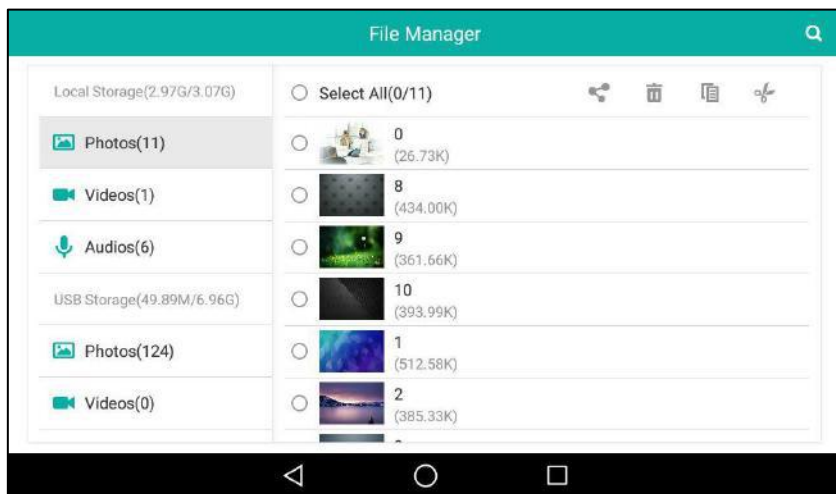 File Manager
Local Storage(2.97G/3.07G)
Photos(11)
Videos(1)
Audios(6)
USB Storage(49.89M/6.96G)
Photos(124)
Videos(0)
Select All(0/11)
0
(26.73K)
8
(434.00K)
9
(361.66K)
10
(393.99K)
1
(512.58K)
2
(385.33K)